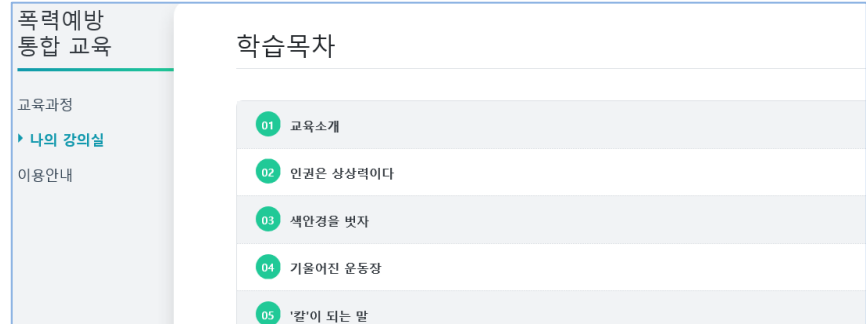 폭력예방
통합 교육
교육과정
나의 강의실
이용안내
학습목차
01 교육소개
02 인권은 상상력이다
03 색안경을 벗자
04 기울어진 운동장
05 '칼'이 되는 말